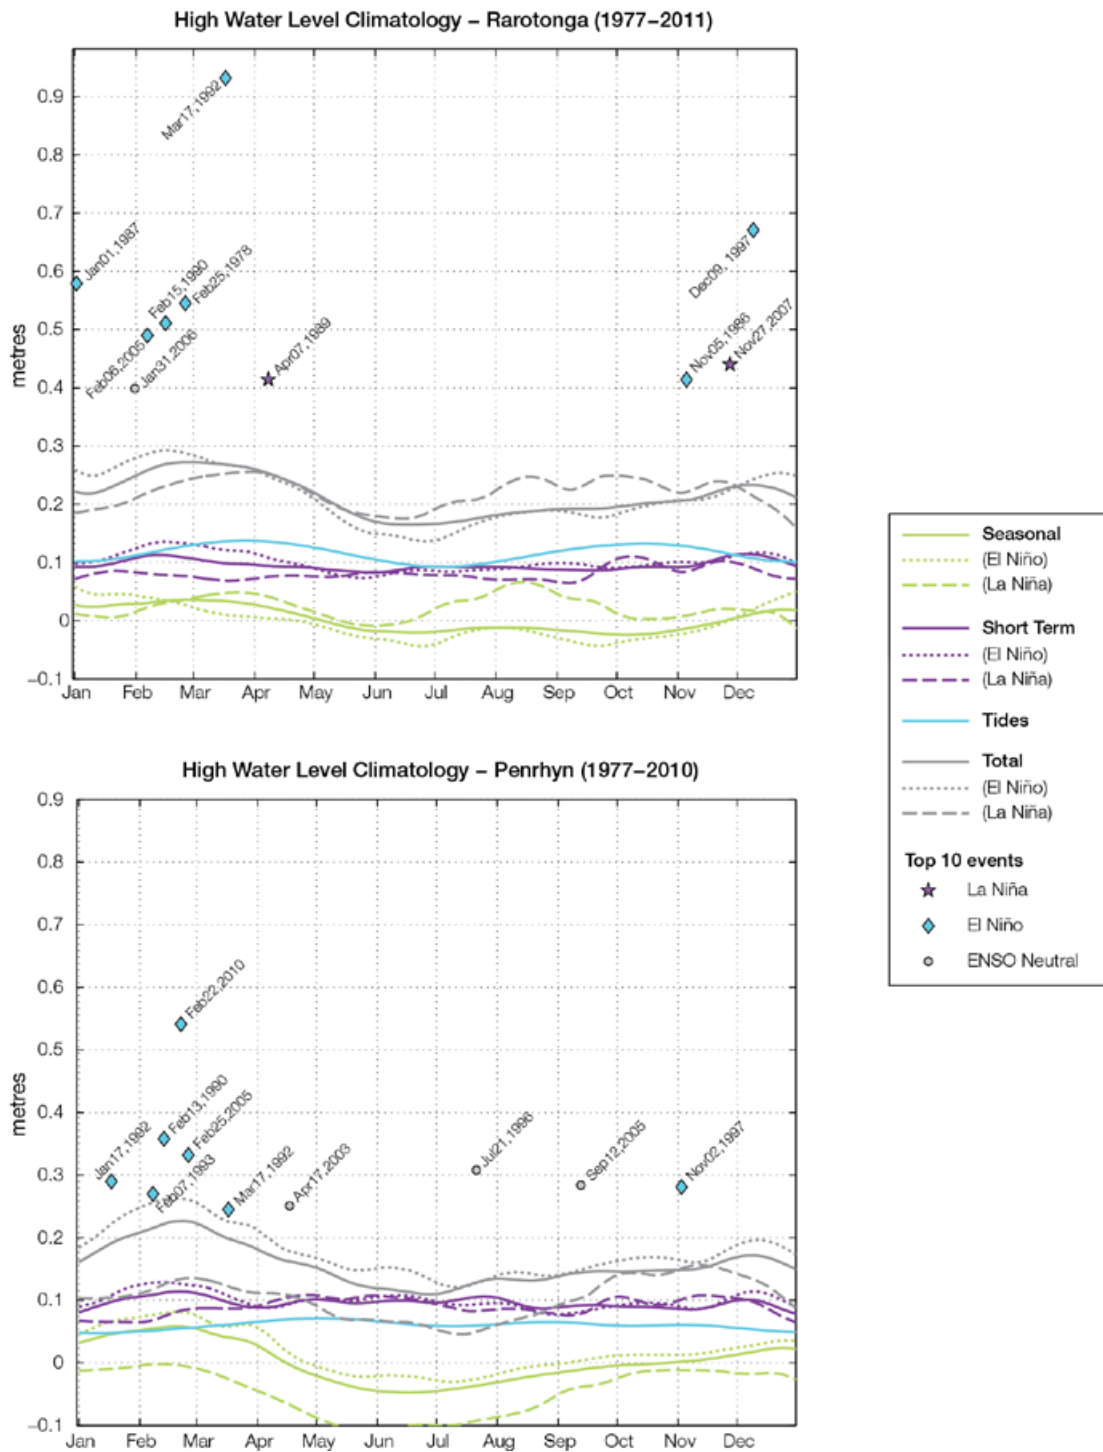 High Water Level Climatology – Rarotonga (1977–2011)
metres
0.9
0.8
0.7
0.6
0.5
0.4
0.3
0.2
0.1
0
–0.1
Mar17,1992
Jan01,1987
Feb15,1990
Feb25,1978
Feb06,2005
Jan31,2006
Apr07,1989
Dec09, 1997
Nov05,1986
Nov27,2007
Jan Feb Mar Apr May Jun Jul Aug Sep Oct Nov Dec
High Water Level Climatology – Penrhyn (1977–2010)
metres
0.9
0.8
0.7
0.6
0.5
0.4
0.3
0.2
0.1
0
–0.1
Feb22,2010
Jan17,1992
Feb13,1990
Feb25,2005
Feb07,1993
Mar17,1992
Apr17,2003
Jul21,1996
Sep12,2005
Nov02,1997
Jan Feb Mar Apr May Jun Jul Aug Sep Oct Nov Dec
Seasonal
(El Niño)
(La Niña)
Short Term
(El Niño)
(La Niña)
Tides
Total
(El Niño)
(La Niña)
Top 10 events
La Niña
El Niño
ENSO Neutral